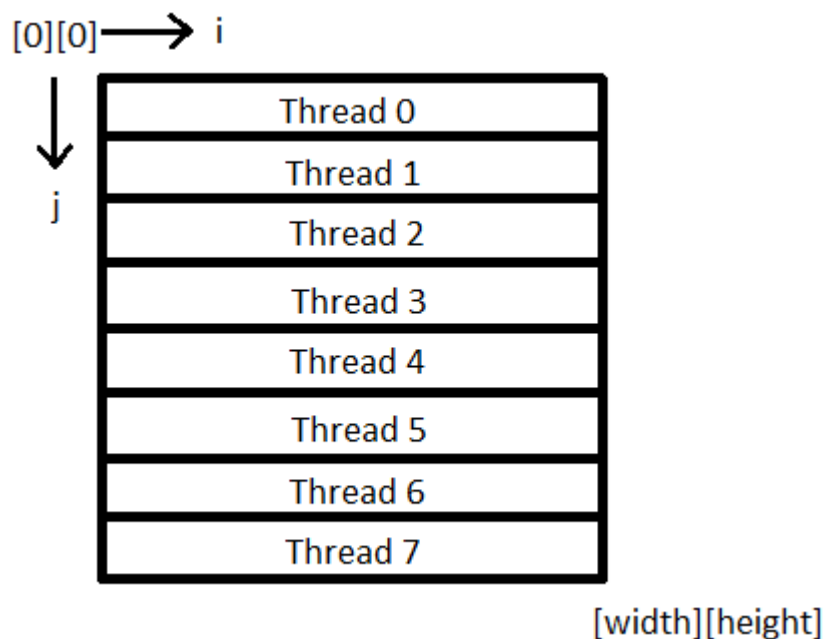 [0][0] i
j
Thread 0
Thread 1
Thread 2
Thread 3
Thread 4
Thread 5
Thread 6
Thread 7
[width][height]